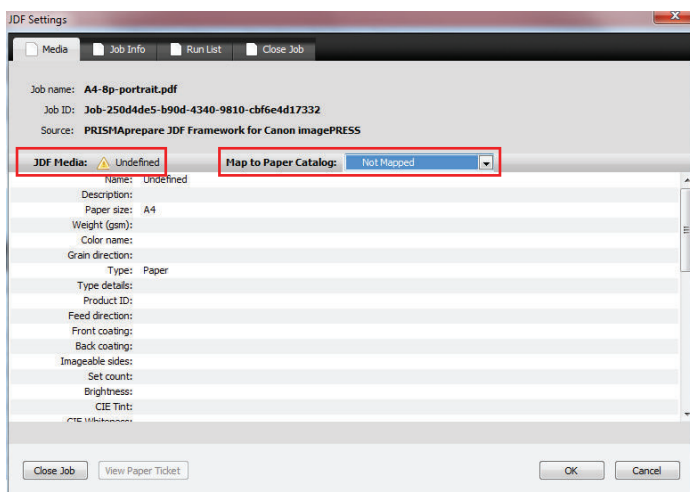 JDF Settings
Media Job Info Run List Close Job
Job name: A4-8p-portrait.pdf
Job ID: Job-250d4de5-b90d-4340-9810-cbf6e4d17332
Source: PRISMAprepare JDF Framework for Canon imagePRESS
JDF Media: Undefined Map to Paper Catalog: Not Mapped
Name: Undefined
Description:
Paper size: A4
Weight (gsm):
Color name:
Grain direction:
Type: Paper
Type details:
Product ID:
Feed direction:
Front coating:
Back coating:
Imageable sides:
Set count:
Brightness:
CIE Tint:
CIE Whiteness:
Close Job View Paper Ticket OK Cancel